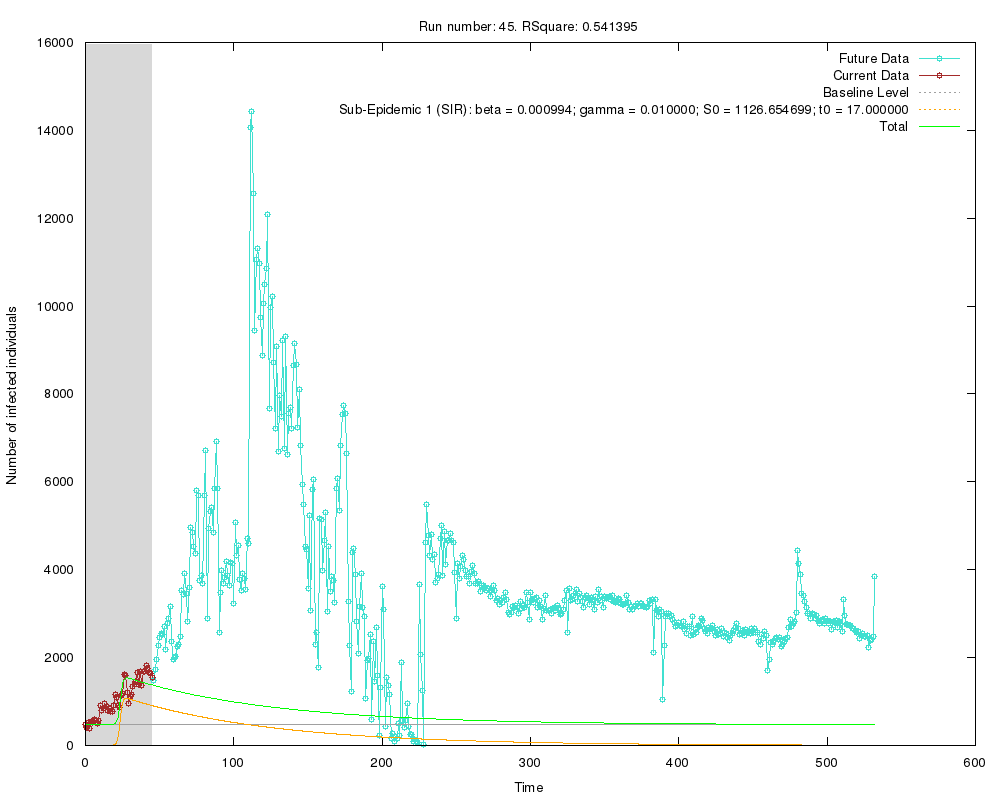 Run number: 45. RSquare: 0.541395
Future Data
Current Data
Baseline Level
Sub-Epidemic 1 (SIR): beta = 0.000994; gamma = 0.010000; S0 = 1126.654699; t0 = 17.000000
Total
Number of infected individuals
16000
14000
12000
10000
8000
6000
4000
2000
0
0 100 200 300 400 500 600
Time